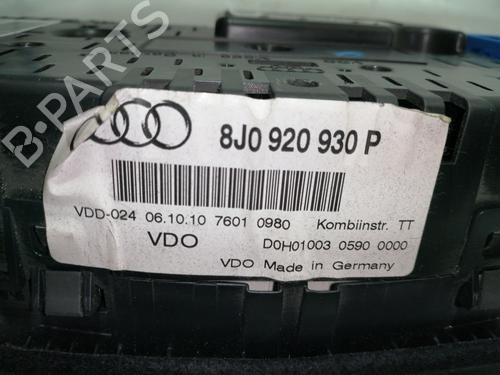 B-PARTS
8J0 920 930 P
VDD-024 06.10.10 7601 0980 Kombiinstr. TT
VDO D0H01003 0590 0000
VDO Made in Germany